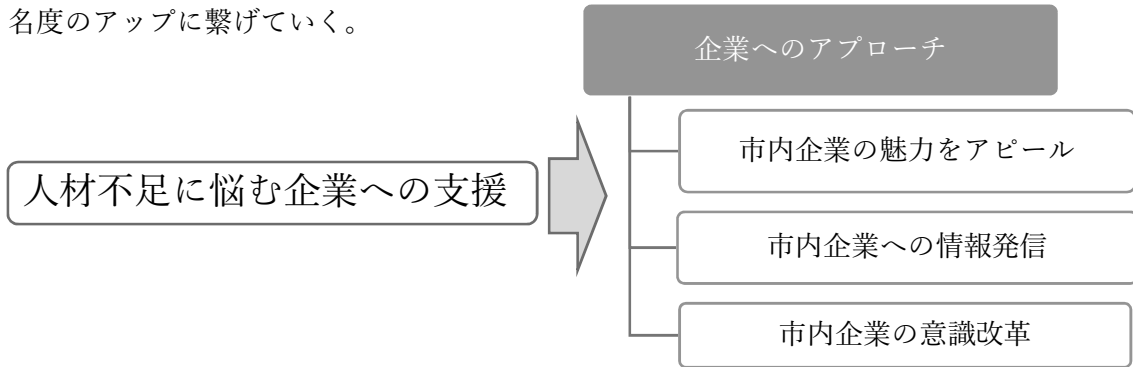 名度のアップに繋げていく。
企業へのアプローチ
人材不足に悩む企業への支援
市内企業の魅力をアピール
市内企業への情報発信
市内企業の意識改革